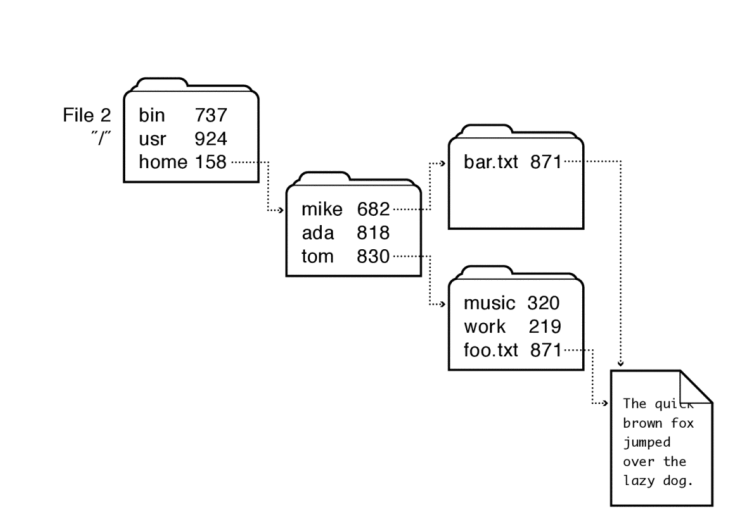 File 2
"/"
bin 737
usr 924
home 158
mike 682
ada 818
tom 830
bar.txt 871
music 320
work 219
foo.txt 871
The quick
brown fox
jumped
over the
lazy dog.